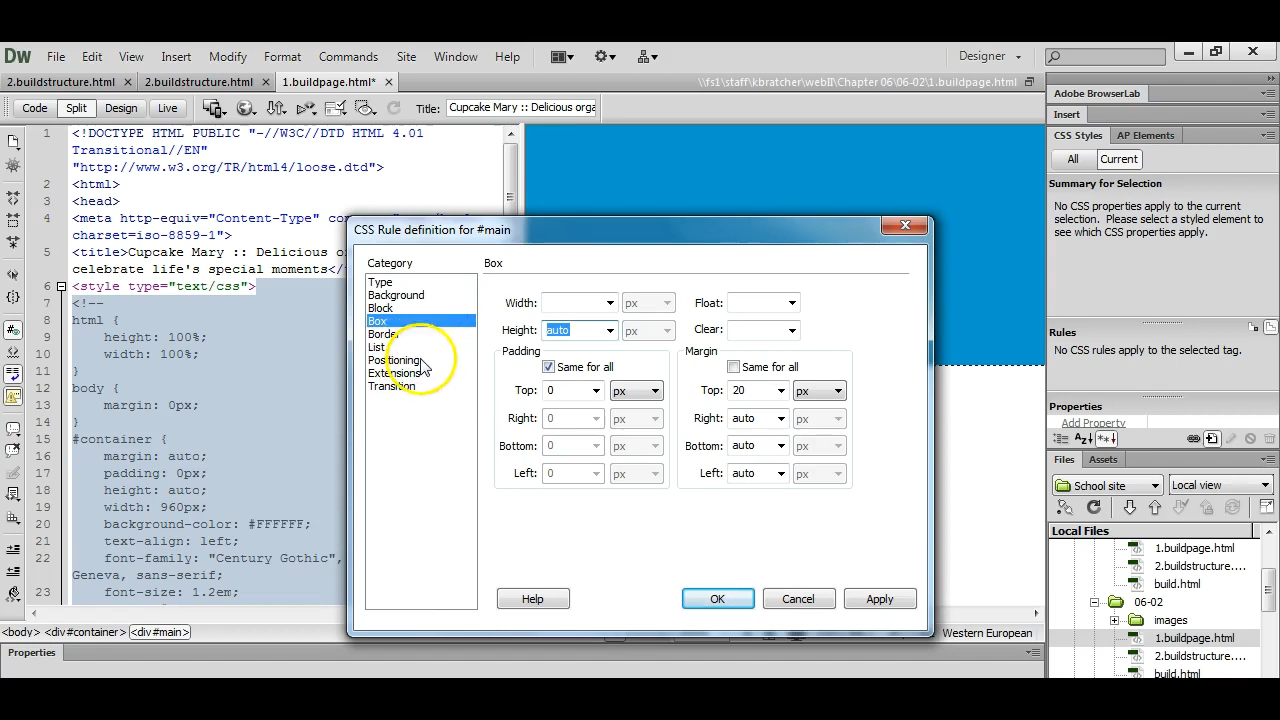 Dw File Edit View Insert Modify Format Commands Site Window Help Designer
2.buildstructure.html 2.buildstructure.html 1.buildpage.html* \\fs1\staff\kbratcher\webII\Chapter 06\06-02\1.buildpage.html
Code Split Design Live Title: Cupcake Mary :: Delicious orga
Adobe BrowserLab
Insert
CSS Styles AP Elements
All Current
Summary for Selection
No CSS properties apply to the current
selection. Please select a styled element
to see which CSS properties apply.
Rules
No rules apply to the selected tag.
Properties
Add Property
Files Assets
School site Local view
Local Files
1.buildpage.html
2.buildstructure....
build.html
06-02
images
1.buildpage.html
2.buildstructure....
build.html
1 <!DOCTYPE HTML PUBLIC "-//W3C//DTD HTML 4.01
Transitional//EN"
"http://www.w3.org/TR/html4/loose.dtd">
2 <html>
3 <head>
4 <meta http-equiv="Content-Type"
charset=iso-8859-1">
5 <title>Cupcake Mary :: Delicious
celebrate life's special moments</
6 <style type="text/css">
7 <!--
8 html {
9 height: 100%;
10 width: 100%;
11 }
12 body {
13 margin: 0px;
14 }
15 #container {
16 margin: auto;
17 padding: 0px;
18 height: auto;
19 width: 960px;
20 background-color: #FFFFFF;
21 text-align: left;
22 font-family: "Century Gothic",
Geneva, sans-serif;
23 font-size: 1.2em;
CSS Rule definition for #main
Category
Type
Background
Block
Box
Border
List
Positioning
Extensions
Transition
Box
Width: px Float:
Height: auto px Clear:
Padding Margin
Same for all Same for all
Top: 0 px Top: 20 px
Right: 0 px Right: auto px
Bottom: 0 px Bottom: auto px
Left: 0 px Left: auto px
Help OK Cancel Apply
<body> <div#container> <div#main> Western European
Properties